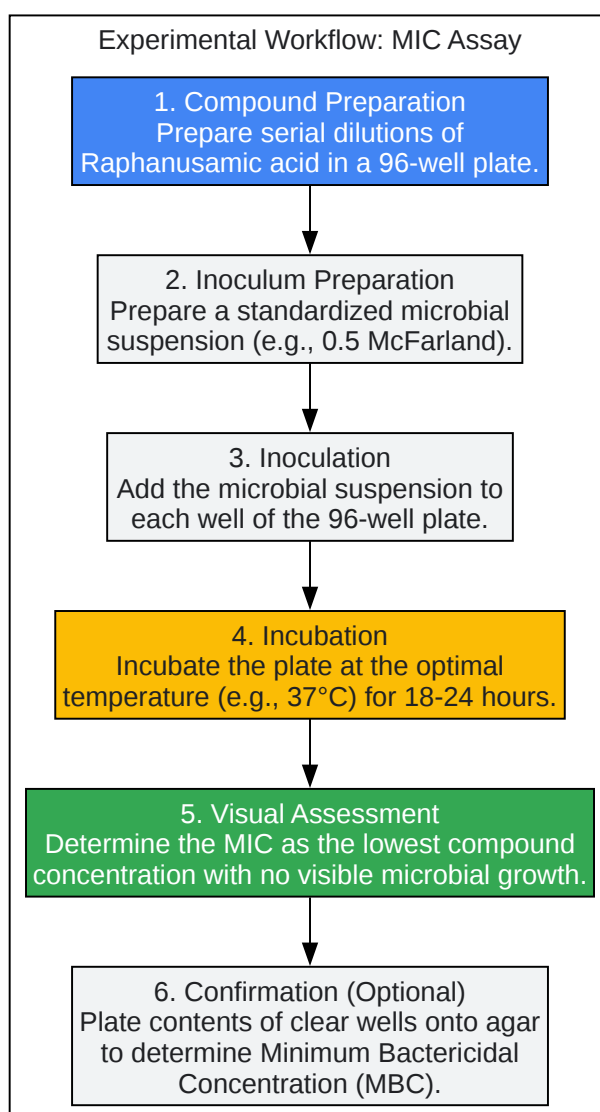 Experimental Workflow: MIC Assay
1. Compound Preparation
Prepare serial dilutions of
Raphanusamic acid in a 96-well plate.
2. Inoculum Preparation
Prepare a standardized microbial
suspension (e.g., 0.5 McFarland).
3. Inoculation
Add the microbial suspension to
each well of the 96-well plate.
4. Incubation
Incubate the plate at the optimal
temperature (e.g., 37°C) for 18-24 hours.
5. Visual Assessment
Determine the MIC as the lowest compound
concentration with no visible microbial growth.
6. Confirmation (Optional)
Plate contents of clear wells onto agar
to determine Minimum Bactericidal
Concentration (MBC).